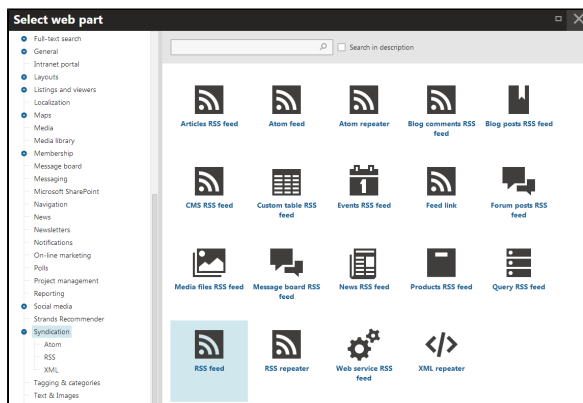 Select web part
Full-text search
General
Intranet portal
Layouts
Listings and viewers
Localization
Maps
Media
Media library
Membership
Message board
Messaging
Microsoft SharePoint
Navigation
News
Newsletters
Notifications
On-line marketing
Polls
Project management
Reporting
Social media
Strands Recommender
Syndication
Atom
RSS
XML
Tagging & categories
Text & Images
Search in description
Articles RSS feed
Atom feed
Atom repeater
Blog comments RSS
feed
Blog posts RSS feed
CMS RSS feed
Custom table RSS
feed
1
Events RSS feed
Feed link
Forum posts RSS
feed
Media files RSS feed
Message board RSS
feed
News RSS feed
Products RSS feed
Query RSS feed
RSS feed
RSS repeater
Web service RSS
feed
</>
XML repeater